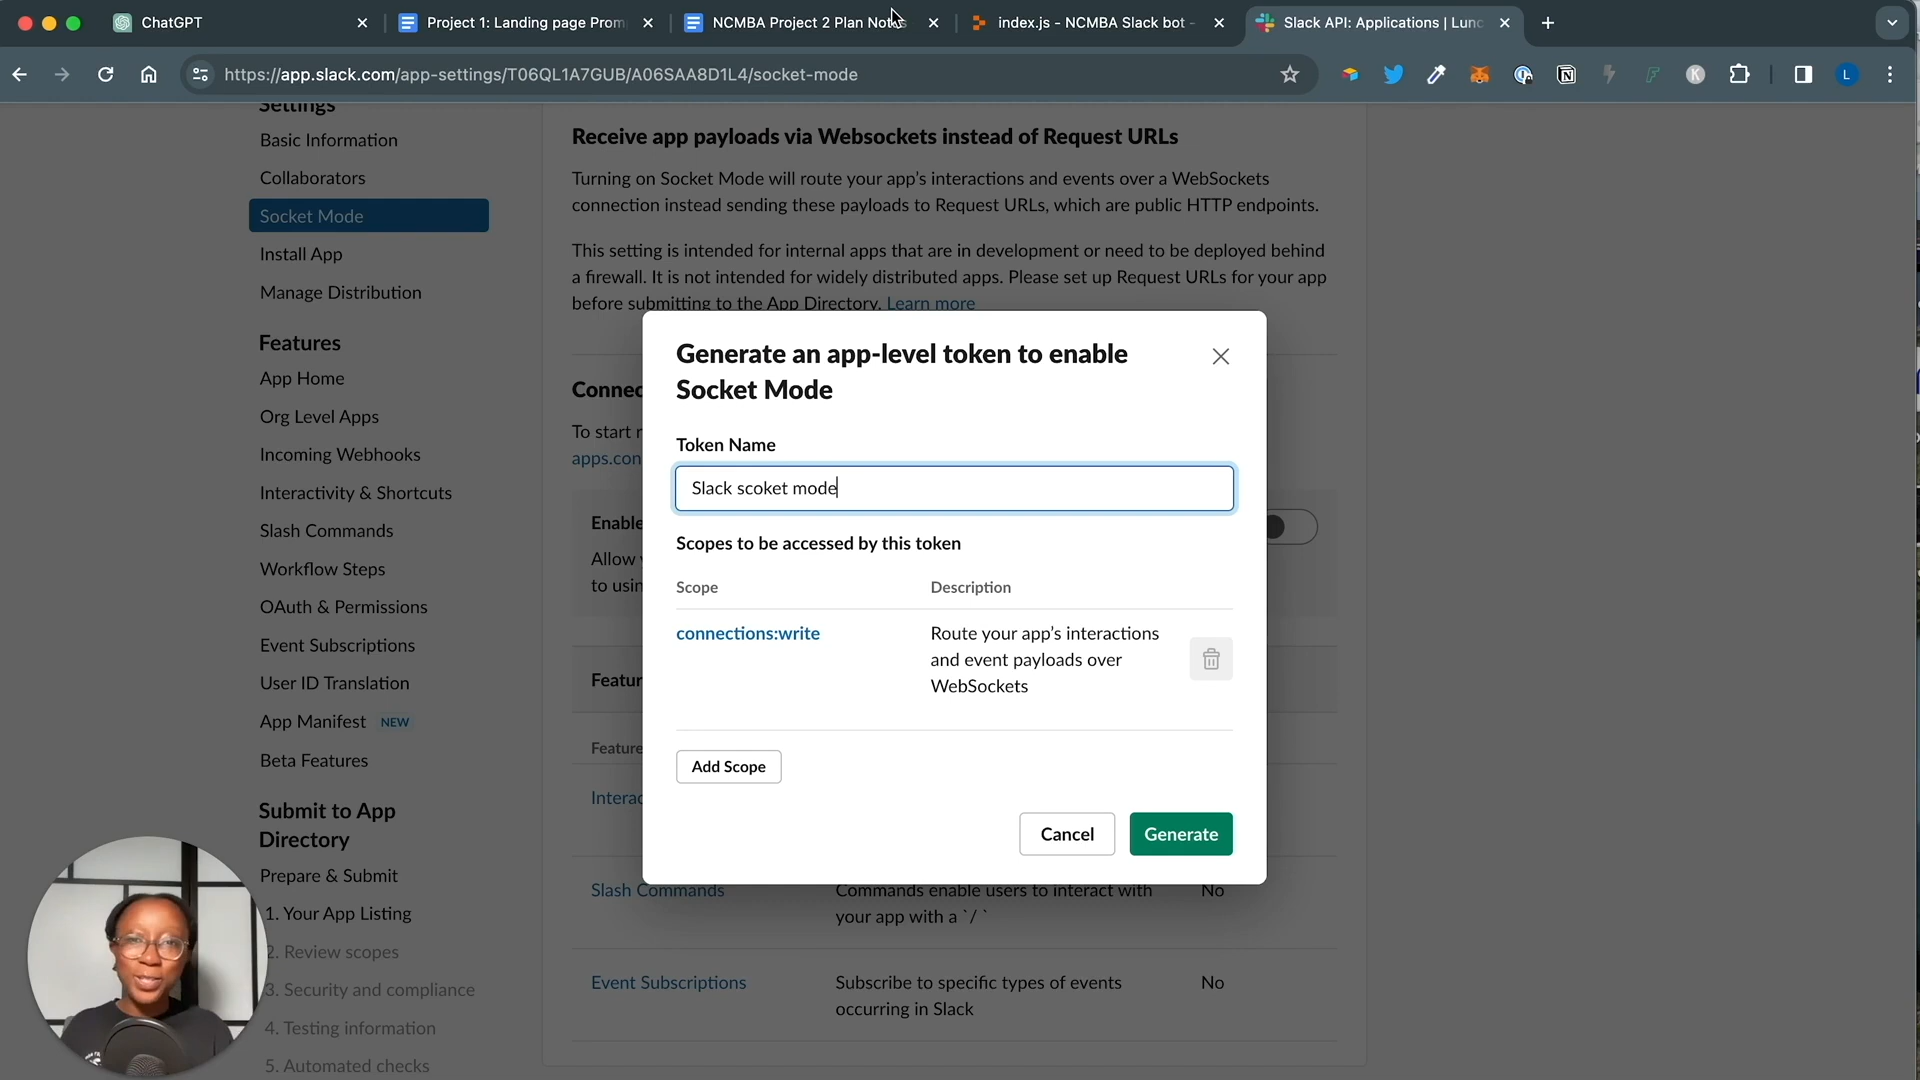 ChatGPT
Project 1: Landing page Prom
NCMBA Project 2 Plan Notes
index.js - NCMBA Slack bot -
Slack API: Applications | Lunc
https://app.slack.com/app-settings/T06QL1A7GUB/A06SAA8D1L4/socket-mode
L
Settings
Basic Information
Collaborators
Socket Mode
Install App
Manage Distribution
Features
App Home
Org Level Apps
Incoming Webhooks
Interactivity & Shortcuts
Slash Commands
Workflow Steps
OAuth & Permissions
Event Subscriptions
User ID Translation
App Manifest NEW
Beta Features
Submit to App
Directory
Prepare & Submit
1. Your App Listing
2. Review scopes
3. Security and compliance
4. Testing information
5. Automated checks
Receive app payloads via Websockets instead of Request URLs
Turning on Socket Mode will route your app’s interactions and events over a WebSockets
connection instead sending these payloads to Request URLs, which are public HTTP endpoints.
This setting is intended for internal apps that are in development or need to be deployed behind
a firewall. It is not intended for widely distributed apps. Please set up Request URLs for your app
before submitting to the App Directory. Learn more
Connec
To start r
apps.con
Enable
Allow
to usin
Featur
Feature
Interac
Generate an app-level token to enable
Socket Mode
Token Name
Slack scoket mode
Scopes to be accessed by this token
Scope Description
connections:write
Route your app’s interactions
and event payloads over
WebSockets
Add Scope
Cancel Generate
Slash Commands
Commands enable users to interact with
your app with a `/ `
No
Event Subscriptions
Subscribe to specific types of events
occurring in Slack
No